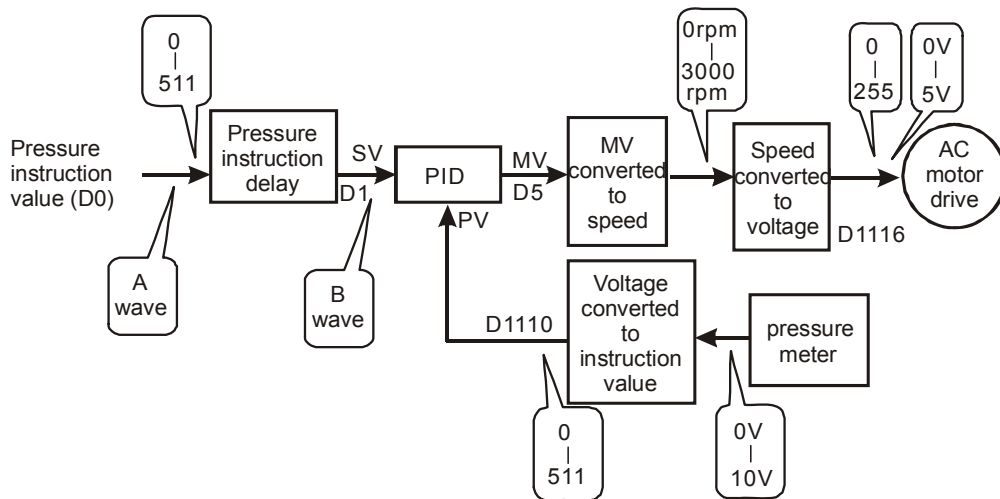 Pressure
instruction
value (D0)
0
511
A
wave
Pressure
instruction
delay
SV
D1
B
wave
PID
PV
MV
D5
MV
converted
to
speed
0rpm
3000
rpm
Speed
converted
to
voltage
0
255
0V
5V
D1116
AC
motor
drive
D1110
0
511
Voltage
converted
to
instruction
value
0V
10V
pressure
meter